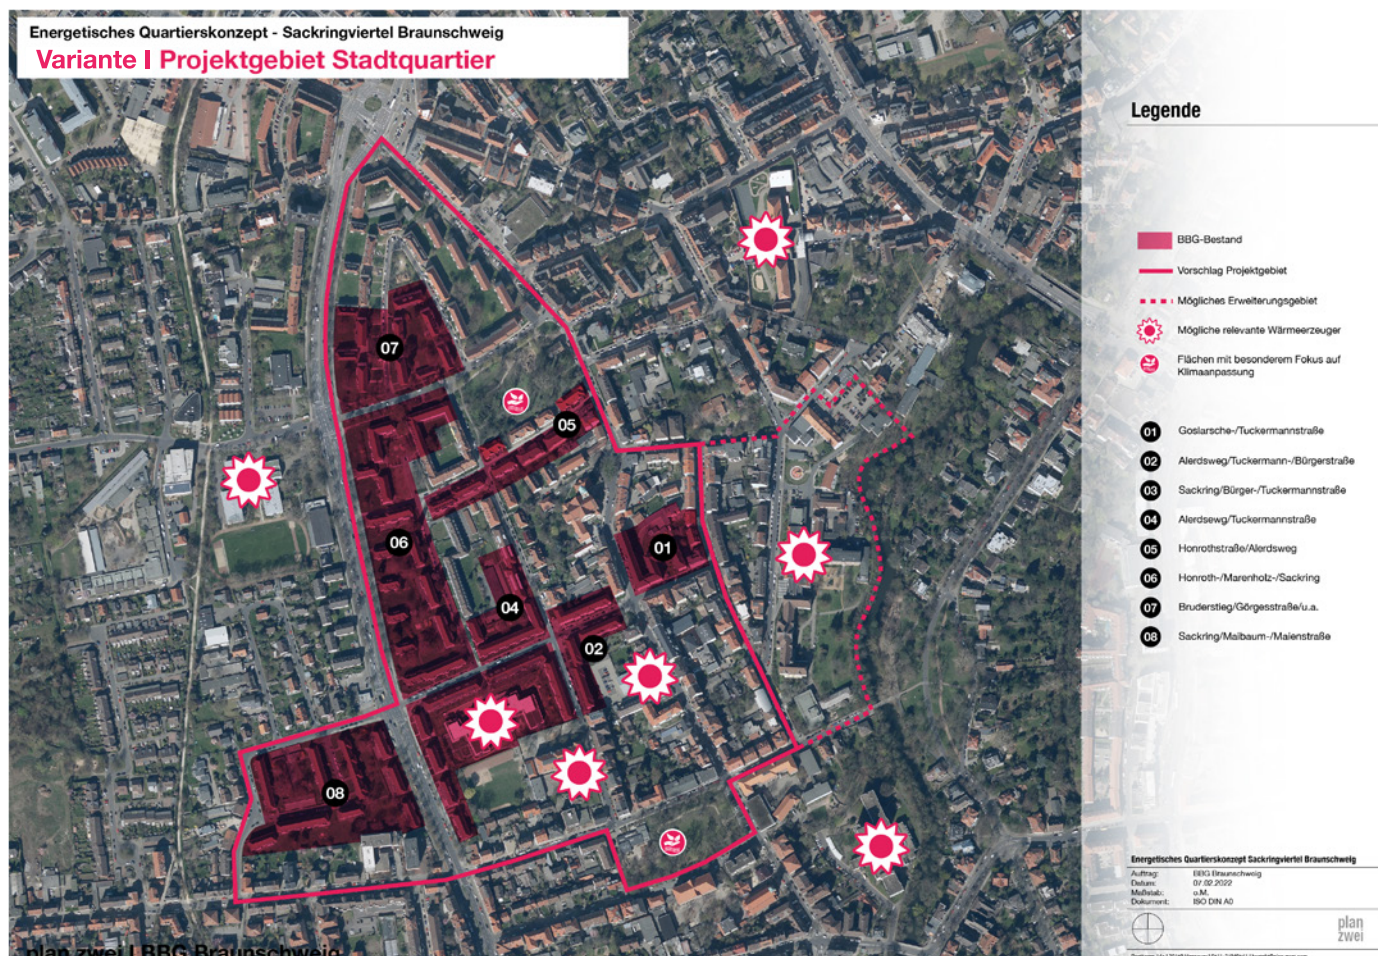 Energetisches Quartierskonzept - Sackringviertel Braunschweig
Variante I Projektgebiet Stadtquartier
Legende
BBG-Bestand
Vorschlag Projektgebiet
Mögliches Erweiterungsgebiet
Mögliche relevante Wärmeerzeuger
Flächen mit besonderem Fokus auf
Klimaanpassung
01 Goslarsche-/Tuckermannstraße
02 Alerdsweg/Tuckermann-/Bürgerstraße
03 Sackring/Bürger-/Tuckermannstraße
04 Alerdsewg/Tuckermannstraße
05 Honrothstraße/Alerdsweg
06 Honroth-/Marenholz-/Sackring
07 Bruderstieg/Görgesstraße/u.a.
08 Sackring/Maibaum-/Maienstraße
07
05
06
01
04
02
08
Energetisches Quartierskonzept Sackringviertel Braunschweig
Auftrag: BBG Braunschweig
Datum: 07.02.2022
Maßstab: o.M.
Dokument: ISO DIN A0
plan
zwei
plan zwei | BBG Braunschweig